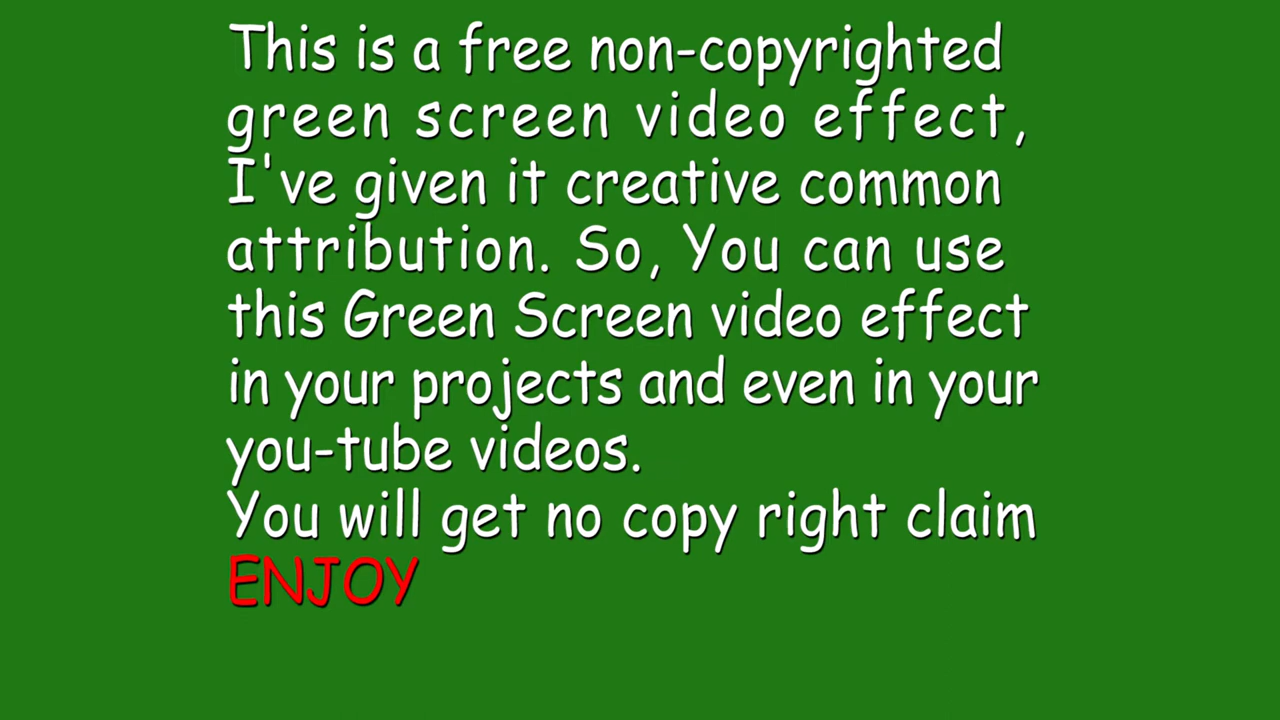 This is a free non-copyrighted
green screen video effect,
I've given it creative common
attribution. So, You can use
this Green Screen video effect
in your projects and even in your
you-tube videos.
You will get no copy right claim
ENJOY